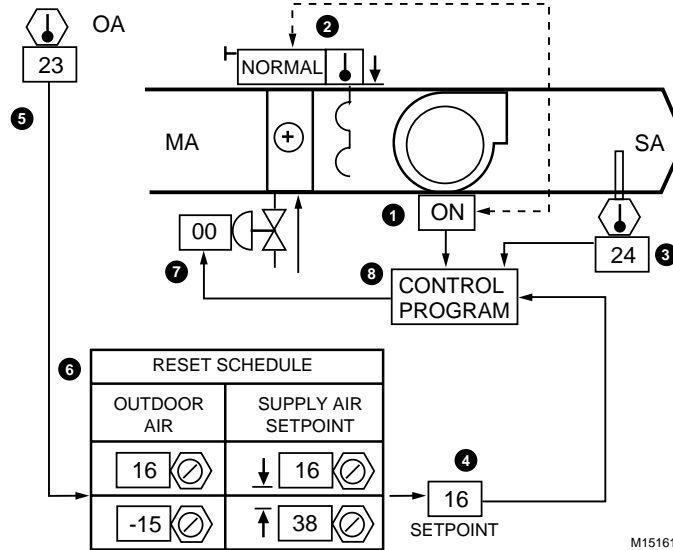 OA
2
23
NORMAL
5
MA
+
SA
1
ON
00
24
3
7
8
CONTROL
PROGRAM
6
RESET SCHEDULE
OUTDOOR
AIR
SUPPLY AIR
SETPOINT
4
16
16
16
-15
38
SETPOINT
M15161